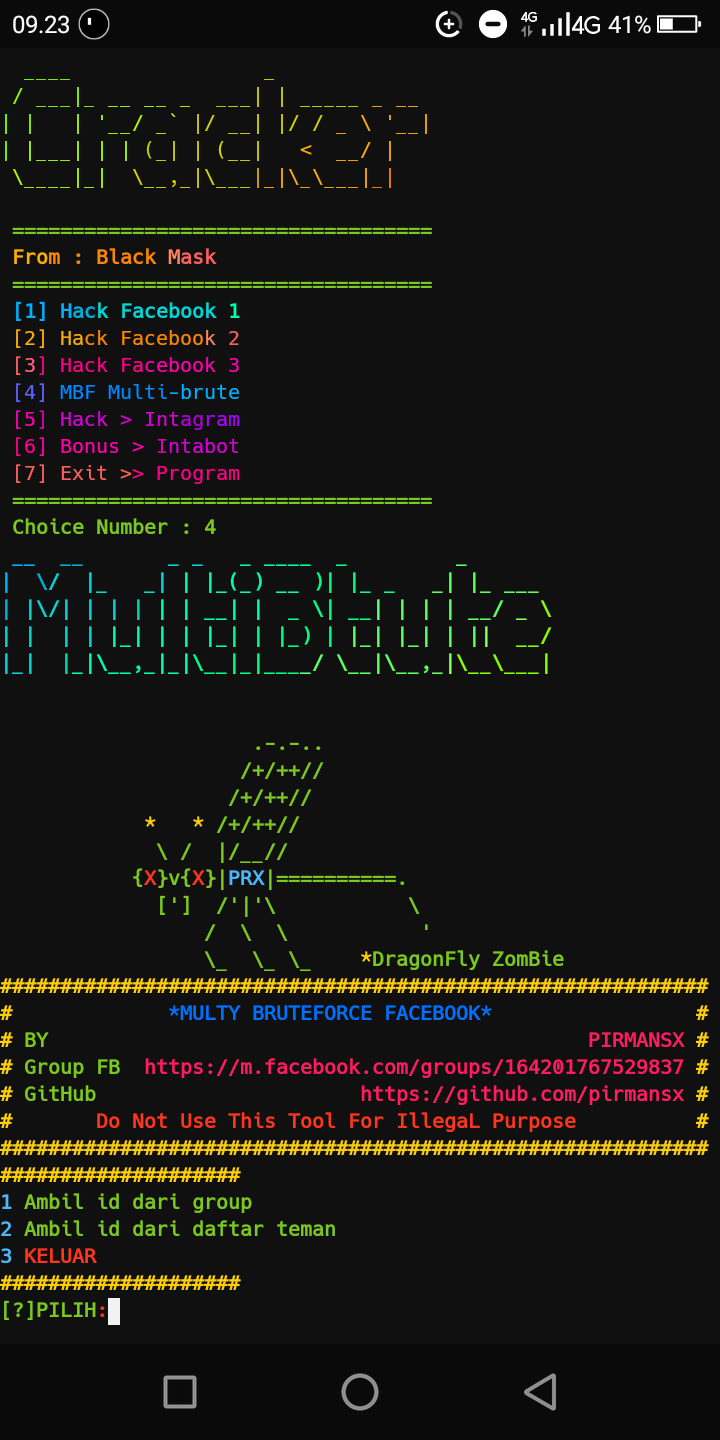 09.23 4G 4G 41%
Cracker
=================================== 
From : Black Mask
===================================
[1] Hack Facebook 1
[2] Hack Facebook 2
[3] Hack Facebook 3
[4] MBF Multi-brute
[5] Hack > Intagram
[6] Bonus > Intabot
[7] Exit >> Program
===================================
Choice Number : 4
MultiBtute
.-.-..
/+/++//
/+/++//
*   * /+/++//
\ /  |/__//
{X}v{X}|PRX|==========.
[']  /'|'\           \
/  \  \           '
\_  \_ \_    *DragonFly ZomBie
###########################################################
# *MULTY BRUTEFORCE FACEBOOK* #
# BY PIRMANSX #
# Group FB https://m.facebook.com/groups/164201767529837 #
# GitHub https://github.com/pirmansx #
# Do Not Use This Tool For IllegaL Purpose #
###########################################################
####################
1 Ambil id dari group
2 Ambil id dari daftar teman
3 KELUAR
####################
[?]PILIH: